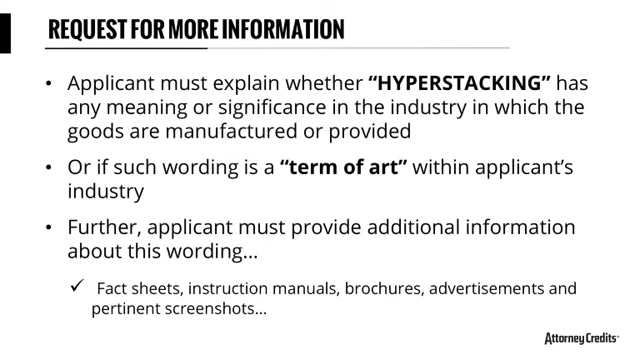 REQUEST FOR MORE INFORMATION
• Applicant must explain whether “HYPERSTACKING” has
any meaning or significance in the industry in which the
goods are manufactured or provided
• Or if such wording is a “term of art” within applicant’s
industry
• Further, applicant must provide additional information
about this wording...
✓ Fact sheets, instruction manuals, brochures, advertisements and
pertinent screenshots...
AttorneyCredits